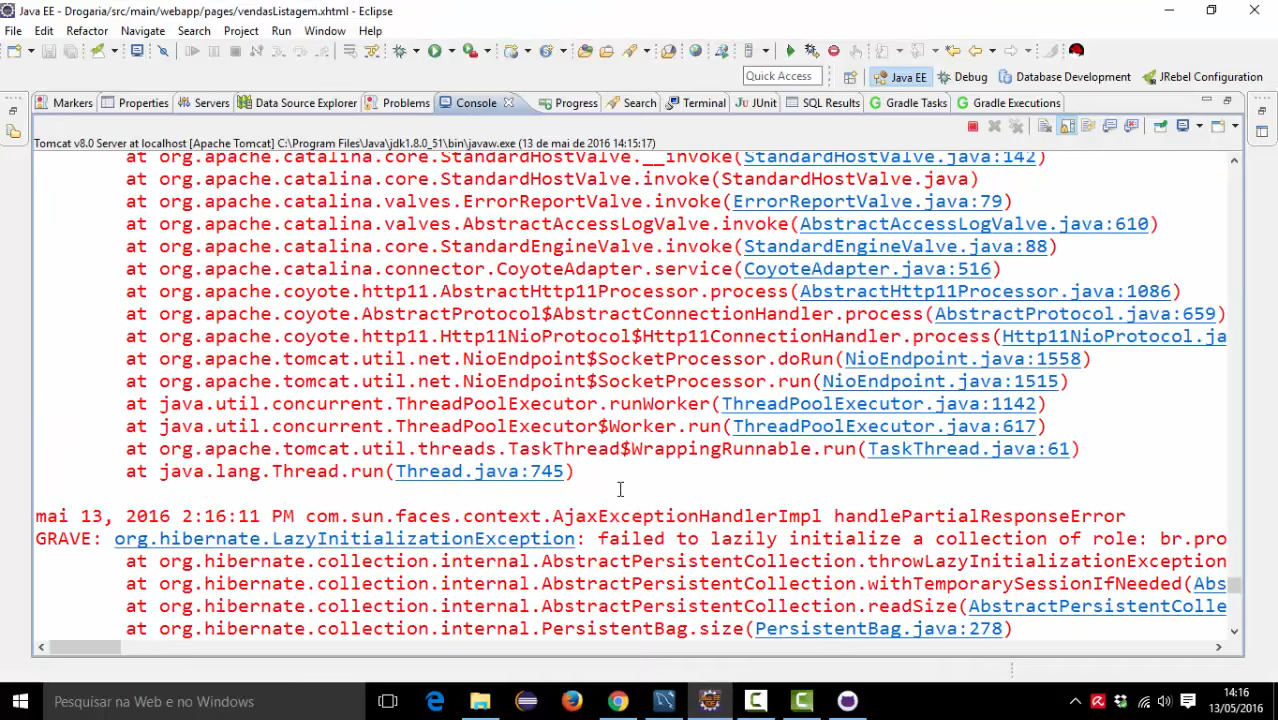 Java EE - Drogaria/src/main/webapp/pages/vendasListagem.xhtml - Eclipse
File Edit Refactor Navigate Search Project Run Window Help
Quick Access Java EE Debug Database Development JRebel Configuration
Markers Properties Servers Data Source Explorer Problems Console Progress Search Terminal JUnit SQL Results Gradle Tasks Gradle Executions
Tomcat v8.0 Server at localhost [Apache Tomcat] C:\Program Files\Java\jdk1.8.0_51\bin\javaw.exe (13 de mai de 2016 14:15:17)
at org.apache.catalina.core.StandardHostValve.__invoke(StandardHostValve.java:142)
at org.apache.catalina.core.StandardHostValve.invoke(StandardHostValve.java)
at org.apache.catalina.valves.ErrorReportValve.invoke(ErrorReportValve.java:79)
at org.apache.catalina.valves.AbstractAccessLogValve.invoke(AbstractAccessLogValve.java:610)
at org.apache.catalina.core.StandardEngineValve.invoke(StandardEngineValve.java:88)
at org.apache.catalina.connector.CoyoteAdapter.service(CoyoteAdapter.java:516)
at org.apache.coyote.http11.AbstractHttp11Processor.process(AbstractHttp11Processor.java:1086)
at org.apache.coyote.AbstractProtocol$AbstractConnectionHandler.process(AbstractProtocol.java:659)
at org.apache.coyote.http11.Http11NioProtocol$Http11ConnectionHandler.process(Http11NioProtocol.ja
at org.apache.tomcat.util.net.NioEndpoint$SocketProcessor.doRun(NioEndpoint.java:1558)
at org.apache.tomcat.util.net.NioEndpoint$SocketProcessor.run(NioEndpoint.java:1515)
at java.util.concurrent.ThreadPoolExecutor.runWorker(ThreadPoolExecutor.java:1142)
at java.util.concurrent.ThreadPoolExecutor$Worker.run(ThreadPoolExecutor.java:617)
at org.apache.tomcat.util.threads.TaskThread$WrappingRunnable.run(TaskThread.java:61)
at java.lang.Thread.run(Thread.java:745)
mai 13, 2016 2:16:11 PM com.sun.faces.context.AjaxExceptionHandlerImpl handlePartialResponseError
GRAVE: org.hibernate.LazyInitializationException: failed to lazily initialize a collection of role: br.pro
at org.hibernate.collection.internal.AbstractPersistentCollection.throwLazyInitializationException
at org.hibernate.collection.internal.AbstractPersistentCollection.withTemporarySessionIfNeeded(Abs
at org.hibernate.collection.internal.AbstractPersistentCollection.readSize(AbstractPersistentColle
at org.hibernate.collection.internal.PersistentBag.size(PersistentBag.java:278)
Pesquisar na Web e no Windows
14:16
13/05/2016